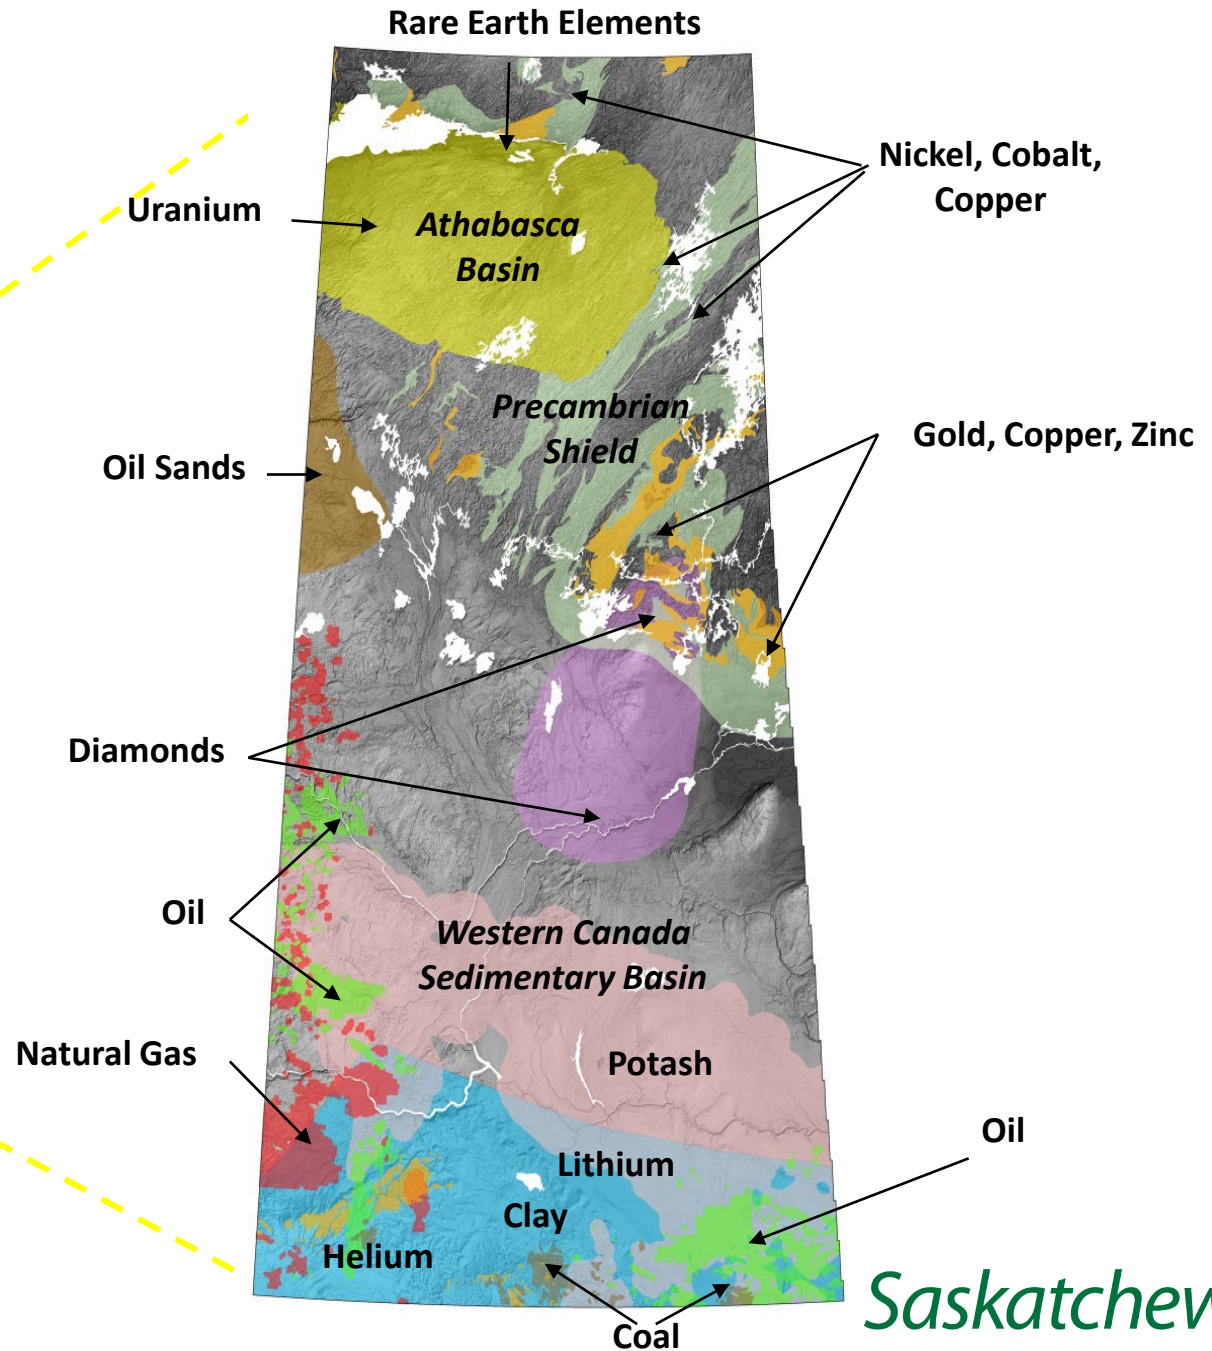 Rare Earth Elements
Nickel, Cobalt,
Copper
Uranium
Athabasca
Basin
Precambrian
Shield
Gold, Copper, Zinc
Oil Sands
Diamonds
Oil
Western Canada
Sedimentary Basin
Natural Gas
Potash
Oil
Lithium
Clay
Helium
Coal
Saskatchew